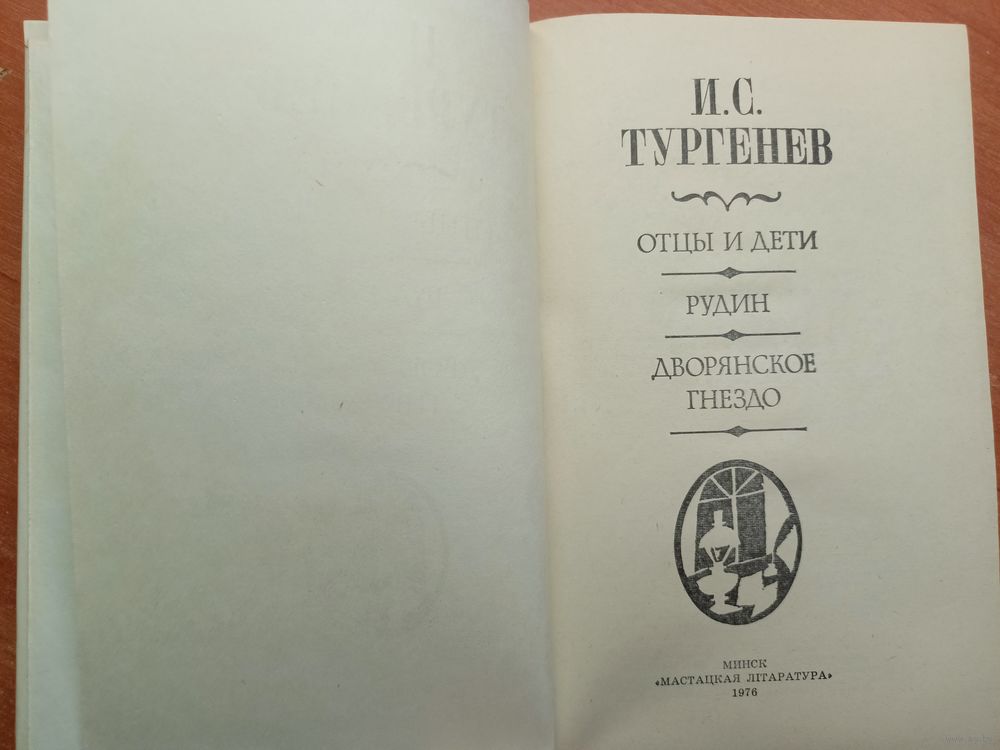 И.С.
ТУРГЕНЕВ
ОТЦЫ И ДЕТИ
РУДИН
ДВОРЯНСКОЕ
ГНЕЗДО
МИНСК
«МАСТАЦКАЯ ЛІТАРАТУРА»
1976